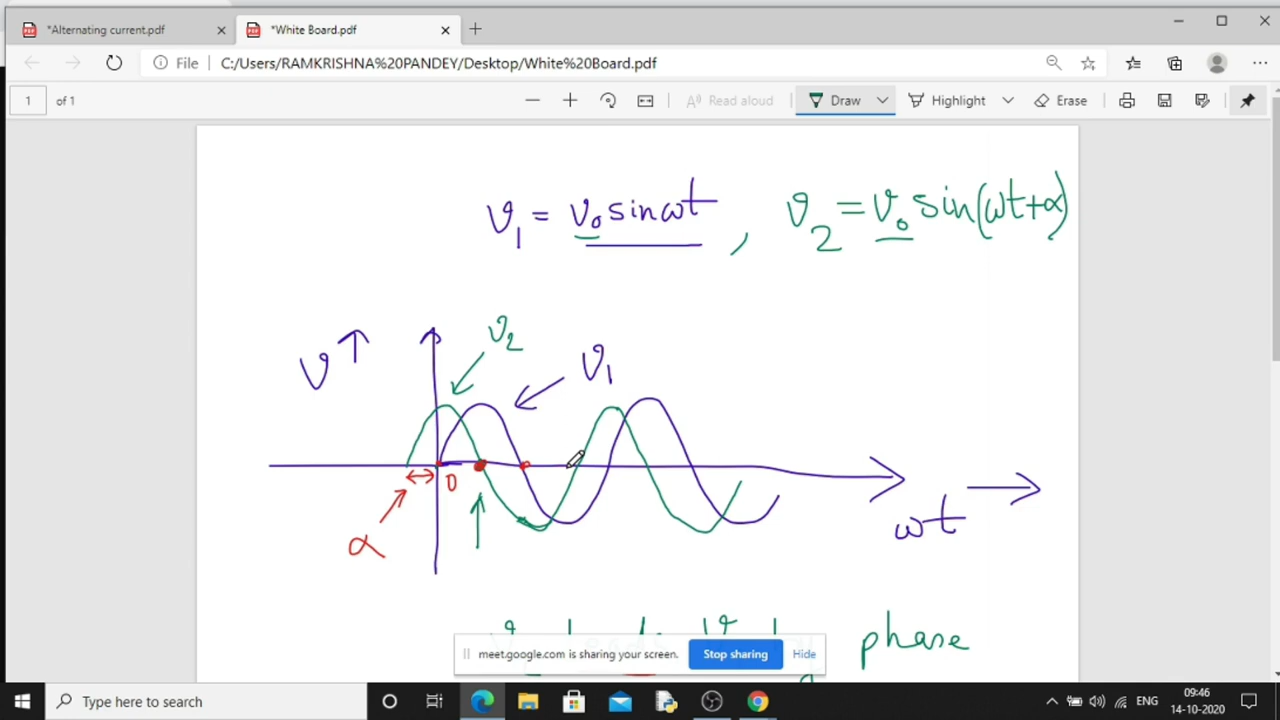 *Alternating current.pdf
*White Board.pdf
File
C:/Users/RAMKRISHNA%20PANDEY/Desktop/White%20Board.pdf
1 of 1
Read aloud
Draw
Highlight
Erase
v₁ = v₀ sin ωt , v₂ = v₀ sin(ωt+α)
v ↑
v₂
v₁
0
α
ωt
phase
meet.google.com is sharing your screen.
Stop sharing
Hide
Type here to search
ENG
09:46
14-10-2020